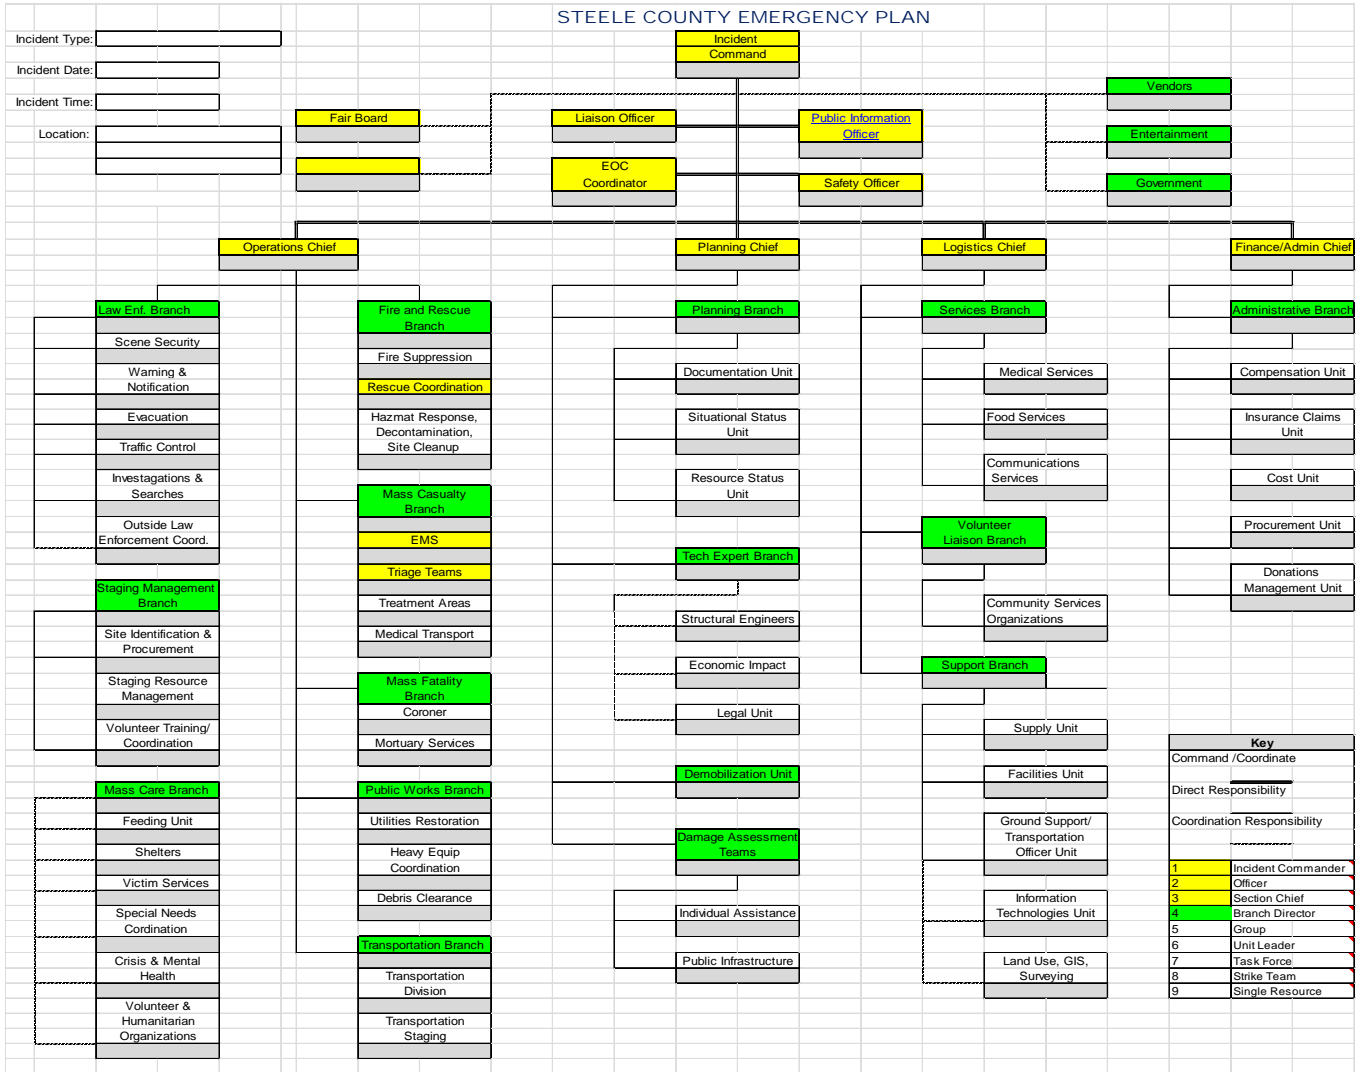 STEELE COUNTY EMERGENCY PLAN
Incident Type:
Incident Date:
Incident Time:
Location:
Incident
Command
Fair Board
Liaison Officer
Public Information
Officer
EOC
Coordinator
Safety Officer
Vendors
Entertainment
Government
Operations Chief
Planning Chief
Logistics Chief
Finance/Admin Chief
Law Enf. Branch
Scene Security
Warning &
Notification
Evacuation
Traffic Control
Investagations &
Searches
Outside Law
Enforcement Coord.
Staging Management
Branch
Site Identification &
Procurement
Staging Resource
Management
Volunteer Training/
Coordination
Mass Care Branch
Feeding Unit
Shelters
Victim Services
Special Needs
Cordination
Crisis & Mental
Health
Volunteer &
Humanitarian
Organizations
Fire and Rescue
Branch
Fire Suppression
Rescue Coordination
Hazmat Response,
Decontamination,
Site Cleanup
Mass Casualty
Branch
EMS
Triage Teams
Treatment Areas
Medical Transport
Mass Fatality
Branch
Coroner
Mortuary Services
Public Works Branch
Utilities Restoration
Heavy Equip
Coordination
Debris Clearance
Transportation Branch
Transportation
Division
Transportation
Staging
Planning Branch
Documentation Unit
Situational Status
Unit
Resource Status
Unit
Tech Expert Branch
Structural Engineers
Economic Impact
Legal Unit
Demobilization Unit
Damage Assessment
Teams
Individual Assistance
Public Infrastructure
Services Branch
Medical Services
Food Services
Communications
Services
Volunteer
Liaison Branch
Community Services
Organizations
Support Branch
Supply Unit
Facilities Unit
Ground Support/
Transportation
Officer Unit
Information
Technologies Unit
Land Use, GIS,
Surveying
Administrative Branch
Compensation Unit
Insurance Claims
Unit
Cost Unit
Procurement Unit
Donations
Management Unit
Key
Command /Coordinate
Direct Responsibility
Coordination Responsibility
1 Incident Commander
2 Officer
3 Section Chief
4 Branch Director
5 Group
6 Unit Leader
7 Task Force
8 Strike Team
9 Single Resource